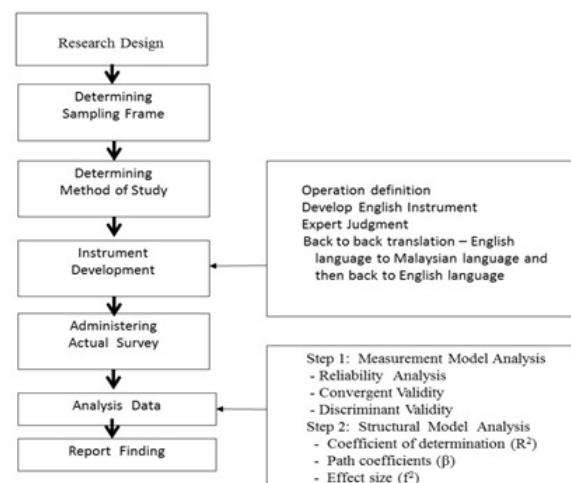 Research Design
Determining
Sampling Frame
Determining
Method of Study
Instrument
Development
Administering
Actual Survey
Analysis Data
Report Finding
Operation definition
Develop English Instrument
Expert Judgment
Back to back translation – English
language to Malaysian language and
then back to English language
Step 1: Measurement Model Analysis
- Reliability Analysis
- Convergent Validity
- Discriminant Validity
Step 2: Structural Model Analysis
- Coefficient of determination (R²)
- Path coefficients (β)
- Effect size (f²)